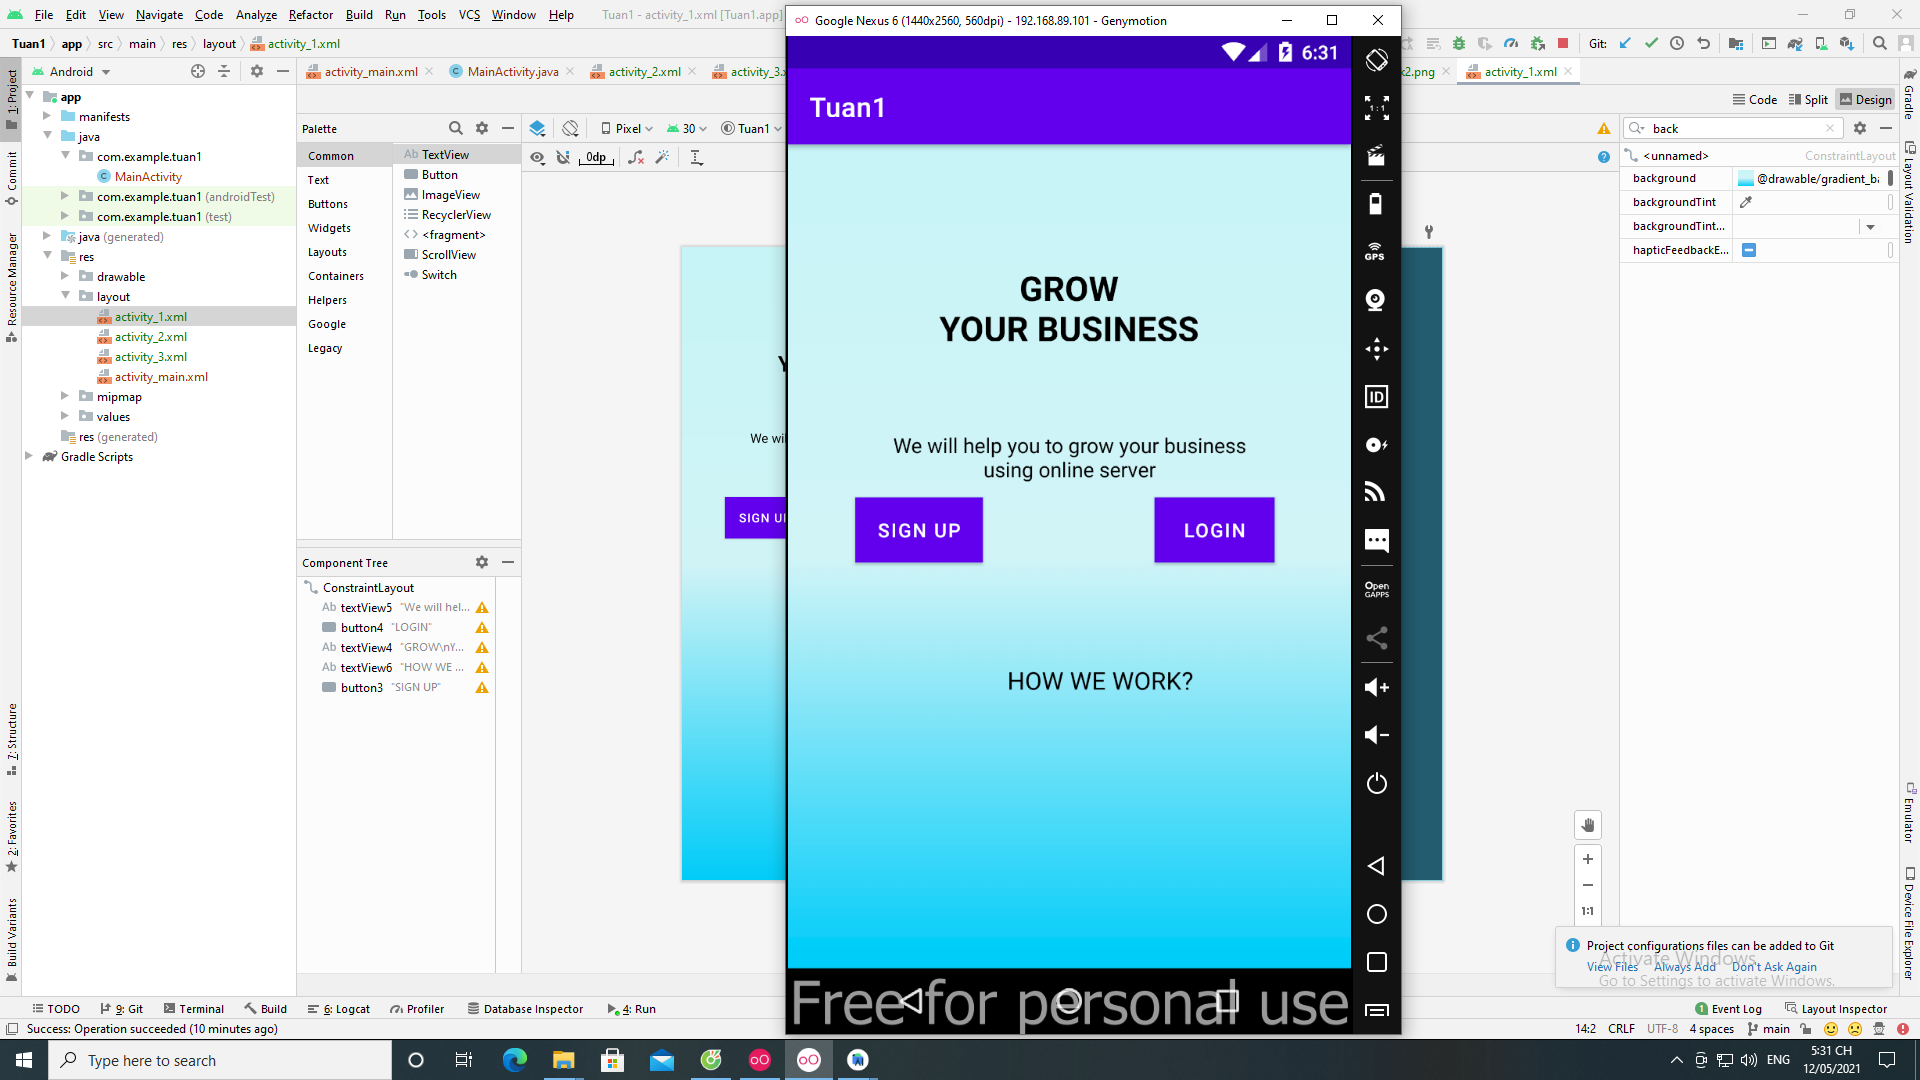 File Edit View Navigate Code Analyze Refactor Build Run Tools VCS Window Help Tuan1 - activity_1.xml [Tuan1.app]
Google Nexus 6 (1440x2560, 560dpi) - 192.168.89.101 - Genymotion
Tuan1 app src main res layout activity_1.xml
Git:
Android
activity_main.xml MainActivity.java activity_2.xml activity_3.x
k2.png activity_1.xml
Code Split Design
1: Project
Commit
Resource Manager
7: Structure
2: Favorites
Build Variants
app
manifests
java
com.example.tuan1
MainActivity
com.example.tuan1 (androidTest)
com.example.tuan1 (test)
java (generated)
res
drawable
layout
activity_1.xml
activity_2.xml
activity_3.xml
activity_main.xml
mipmap
values
res (generated)
Gradle Scripts
Palette
Common
Text
Buttons
Widgets
Layouts
Containers
Helpers
Google
Legacy
Ab TextView
Button
ImageView
RecyclerView
<fragment>
ScrollView
Switch
Pixel 30 Tuan1
0dp
Component Tree
ConstraintLayout
Ab textView5 "We will hel...
button4 "LOGIN"
Ab textView4 "GROW\nY...
Ab textView6 "HOW WE ...
button3 "SIGN UP"
Y
We wil
SIGN U
6:31
Tuan1
GROW
YOUR BUSINESS
We will help you to grow your business
using online server
SIGN UP LOGIN
HOW WE WORK?
Free for personal use
1:1
GPS
ID
Open
GAPPS
back
<unnamed> ConstraintLayout
background @drawable/gradient_ba
backgroundTint
backgroundTint...
hapticFeedbackE...
1:1
Gradle
Layout Validation
Emulator
Device File Explorer
Project configurations files can be added to Git
View Files Always Add Don't Ask Again
Activate Windows
Go to Settings to activate Windows.
TODO 9: Git Terminal Build 6: Logcat Profiler Database Inspector 4: Run
1 Event Log Layout Inspector
Success: Operation succeeded (10 minutes ago)
14:2 CRLF UTF-8 4 spaces main
Type here to search
ENG
5:31 CH
12/05/2021